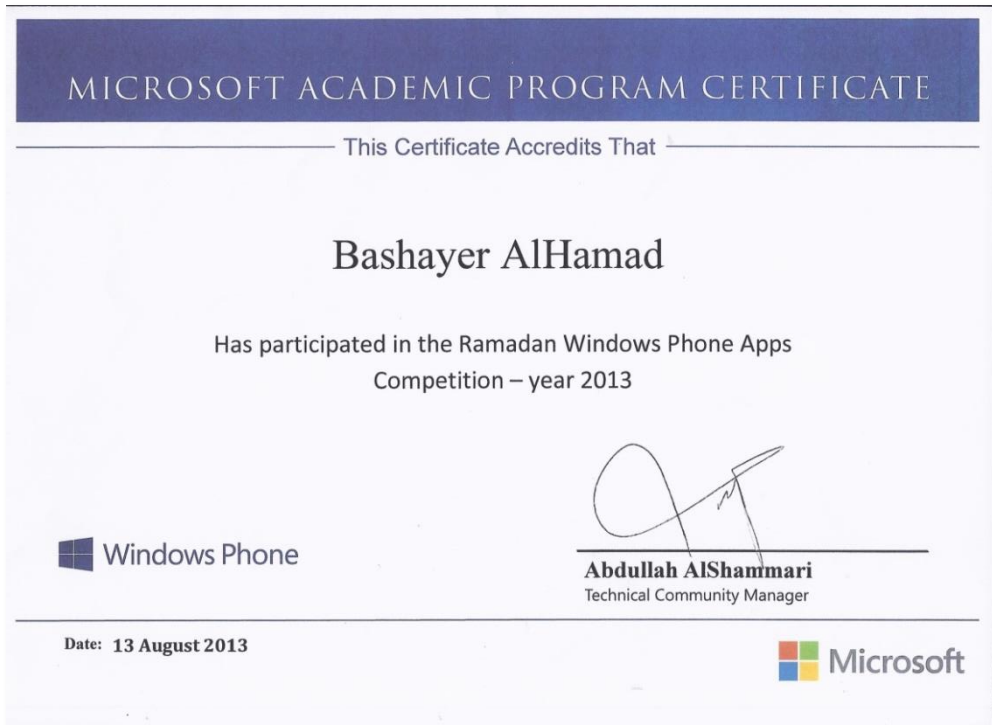 MICROSOFT ACADEMIC PROGRAM CERTIFICATE
This Certificate Accredits That
Bashayer AlHamad
Has participated in the Ramadan Windows Phone Apps
Competition – year 2013
Windows Phone
Abdullah AlShammari
Technical Community Manager
Date: 13 August 2013
Microsoft